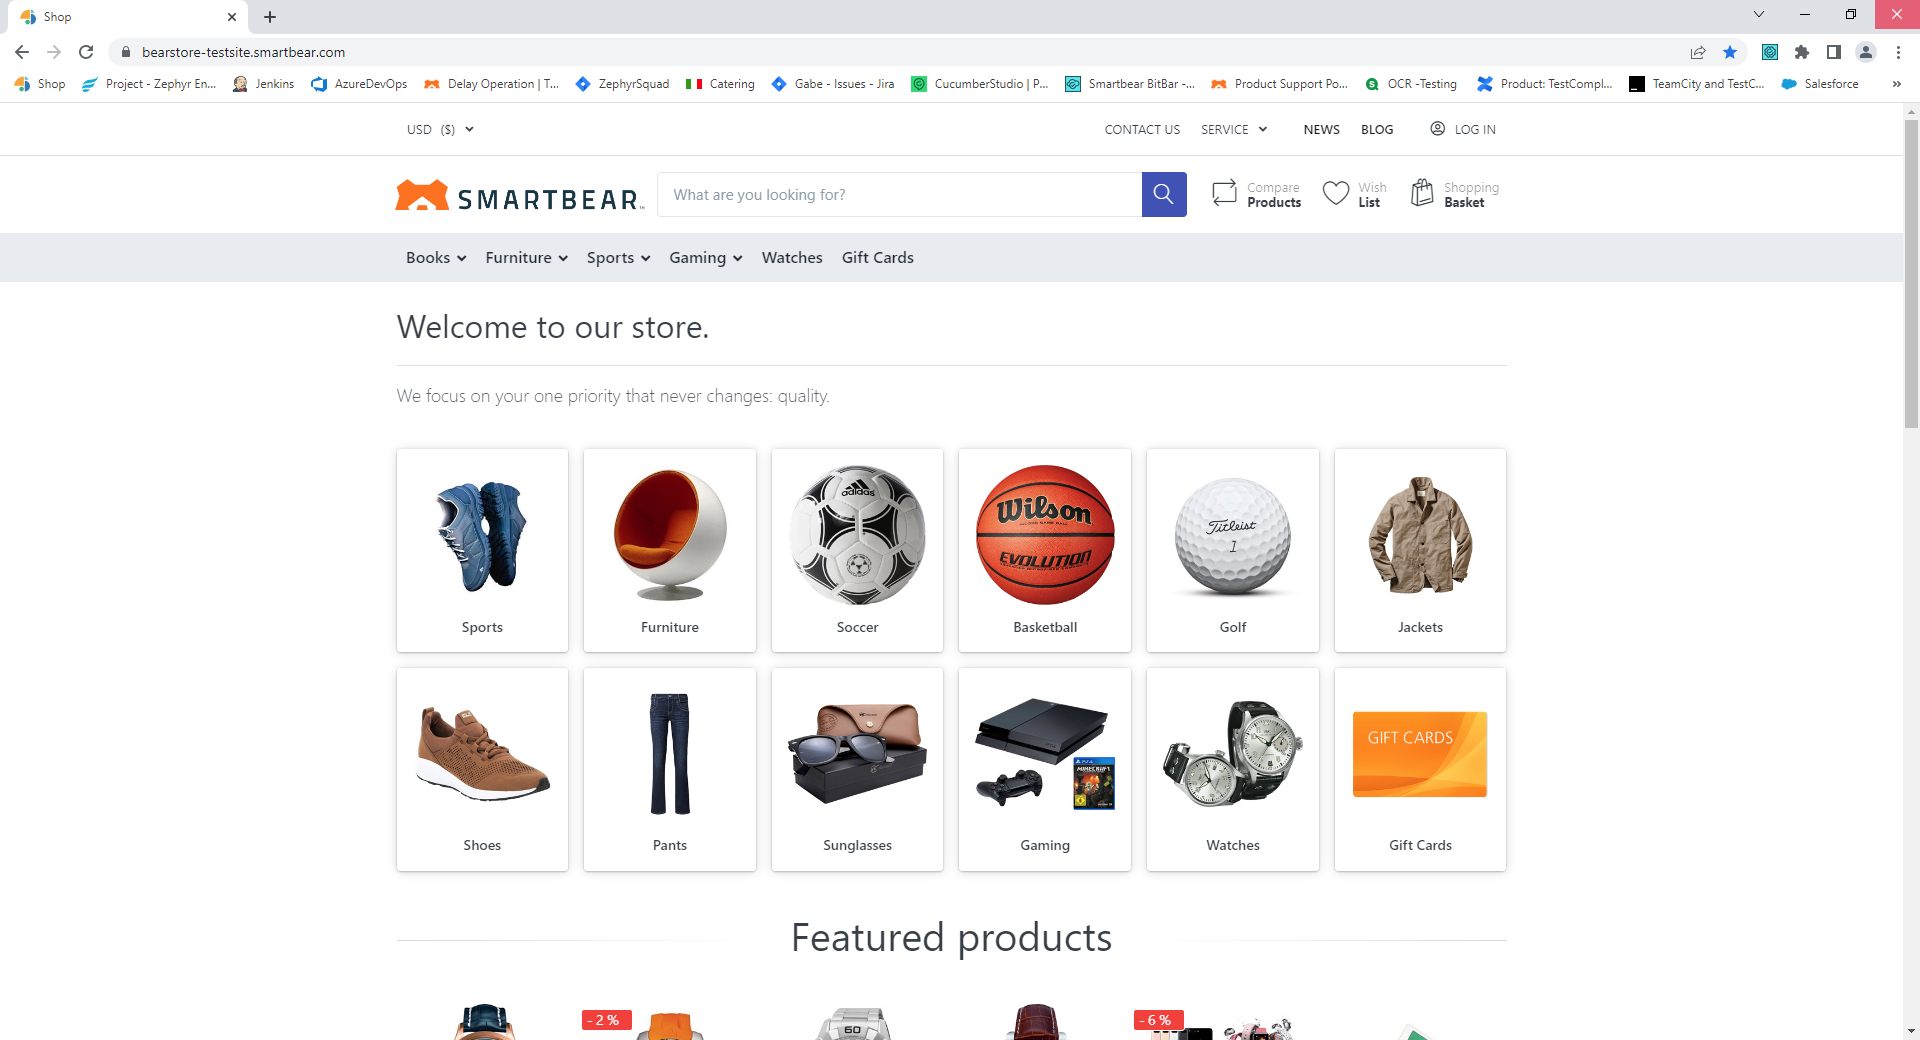 Shop
bearstore-testsite.smartbear.com
Shop Project - Zephyr En... Jenkins AzureDevOps Delay Operation | T... ZephyrSquad Catering Gabe - Issues - Jira CucumberStudio | P... Smartbear BitBar -... Product Support Po... OCR -Testing Product: TestCompl... TeamCity and TestC... Salesforce »
USD ($) CONTACT US SERVICE NEWS BLOG LOG IN
SMARTBEAR™ What are you looking for? Compare Products Wish List Shopping Basket
Books Furniture Sports Gaming Watches Gift Cards
Welcome to our store.
We focus on your one priority that never changes: quality.
adidas
Wilson
EVOLUTION
Titleist
1
Sports Furniture Soccer Basketball Golf Jackets
PS4
MINECRAFT
GIFT CARDS
Shoes Pants Sunglasses Gaming Watches Gift Cards
Featured products
- 2 %
60
- 6 %